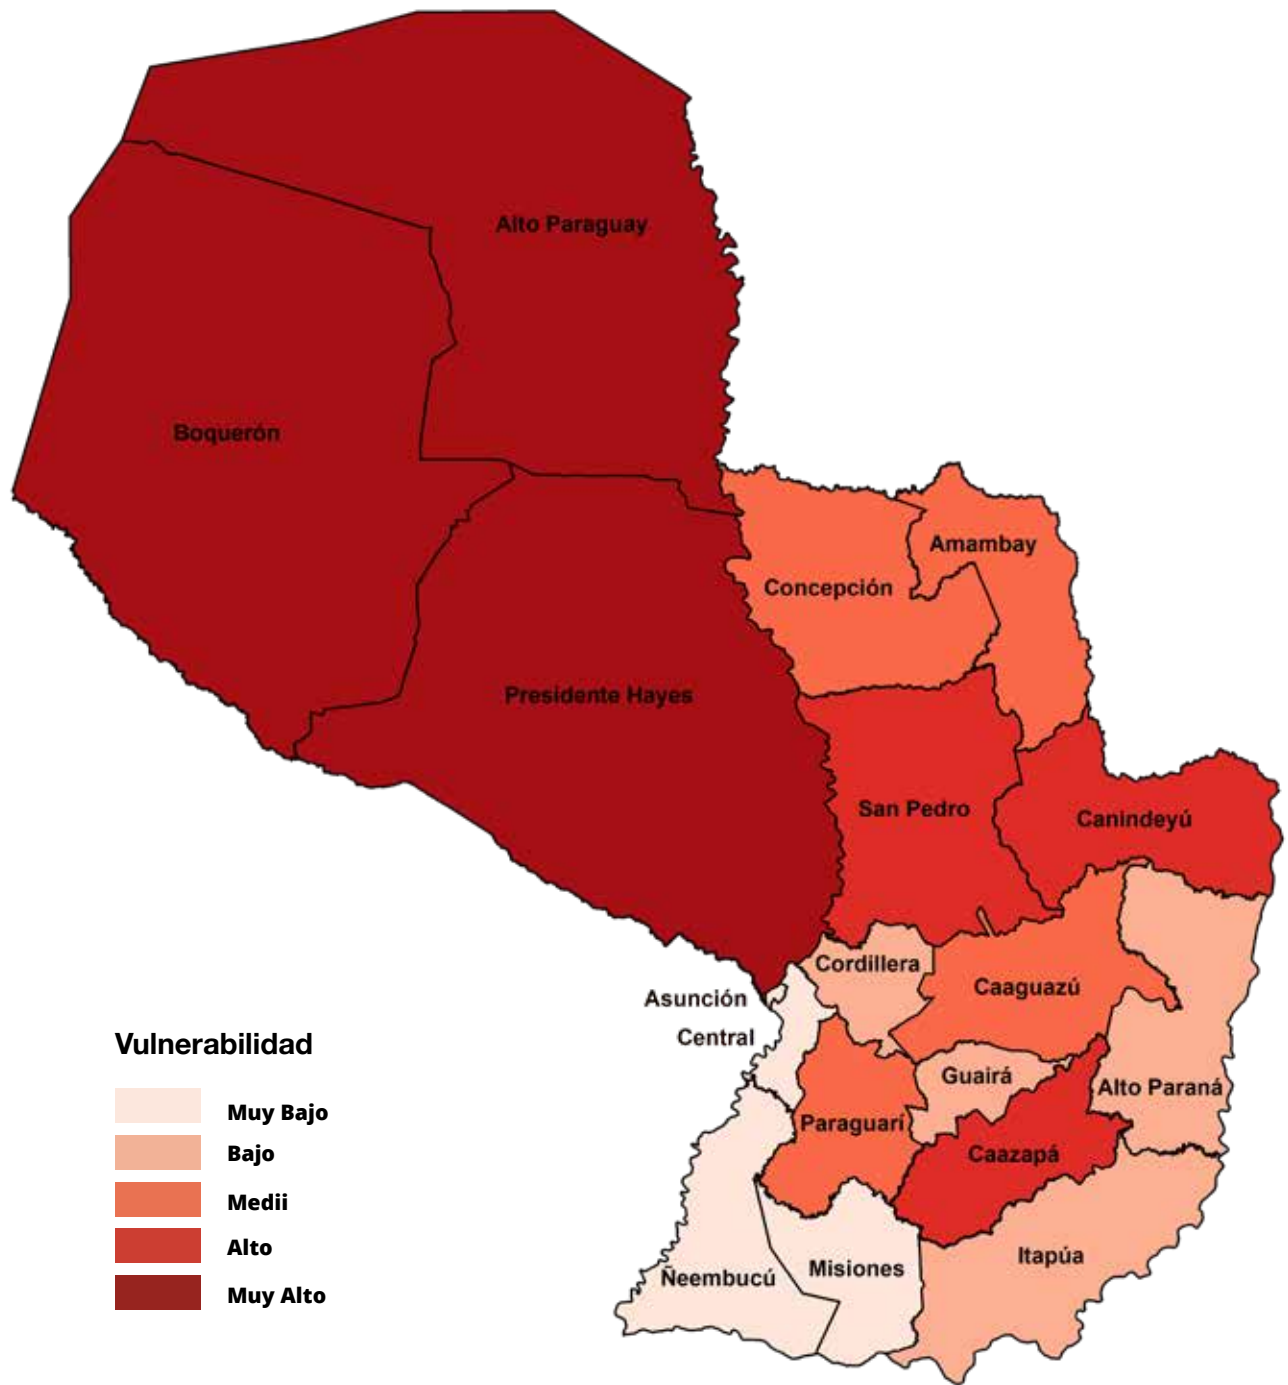 Alto Paraguay
Boquerón
Amambay
Concepción
Presidente Hayes
San Pedro
Canindeyú
Cordillera
Caaguazú
Asunción
Central
Guairá
Alto Paraná
Paraguarí
Caazapá
Itapúa
Misiones
Ñeembucú
Vulnerabilidad
Muy Bajo
Bajo
Medii
Alto
Muy Alto